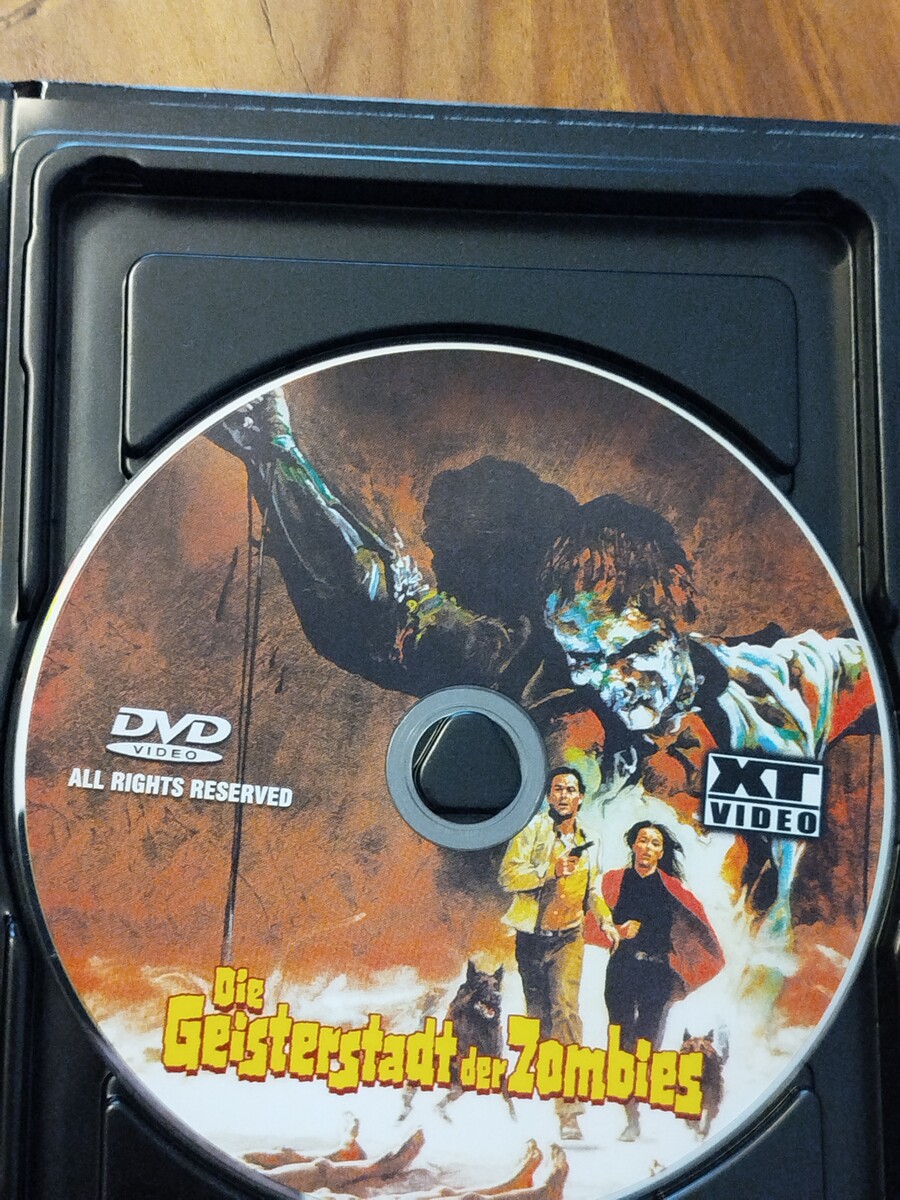 DVD
VIDEO
ALL RIGHTS RESERVED
XT
VIDEO
Die
Geisterstadt der Zombies